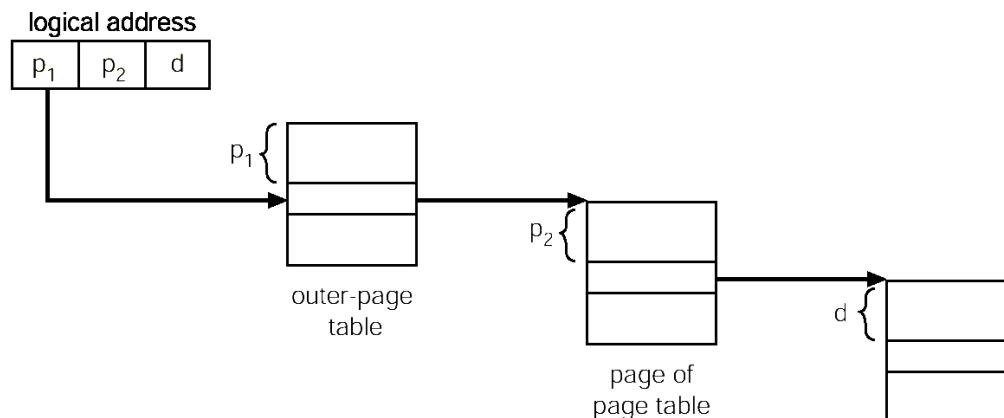 logical address
p₁ p₂ d
p₁
outer-page
table
p₂
page of
page table
d